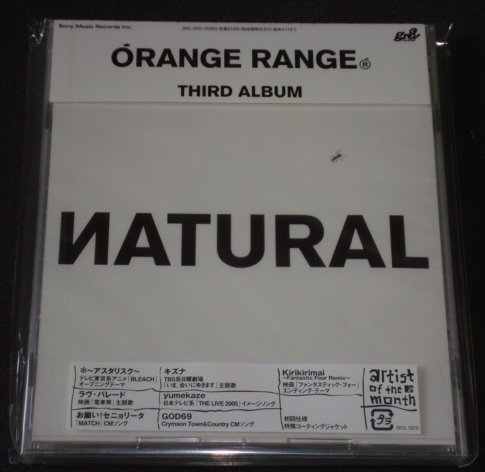 Sony Music Records Inc.
gr8!
ORANGE RANGE
THIRD ALBUM
NATURAL
*〜アスタリスク〜
テレビ東京系アニメ「BLEACH」
オープニングテーマ
キズナ
TBS系日曜劇場
「いま、会いにゆきます」主題歌
Kirikirimai
〜Fantastic Four Remix〜
映画「ファンタスティック・フォー」
エンディング・テーマ
ラヴ・パレード
映画「電車男」主題歌
yumekaze
日本テレビ系「THE LIVE 2005」イメージソング
お願い!セニョリータ
「MATCH」CMソング
GOD69
Crymson Town&Country CMソング
初回仕様
特殊コーティングジャケット
artist
of the
month
プラ